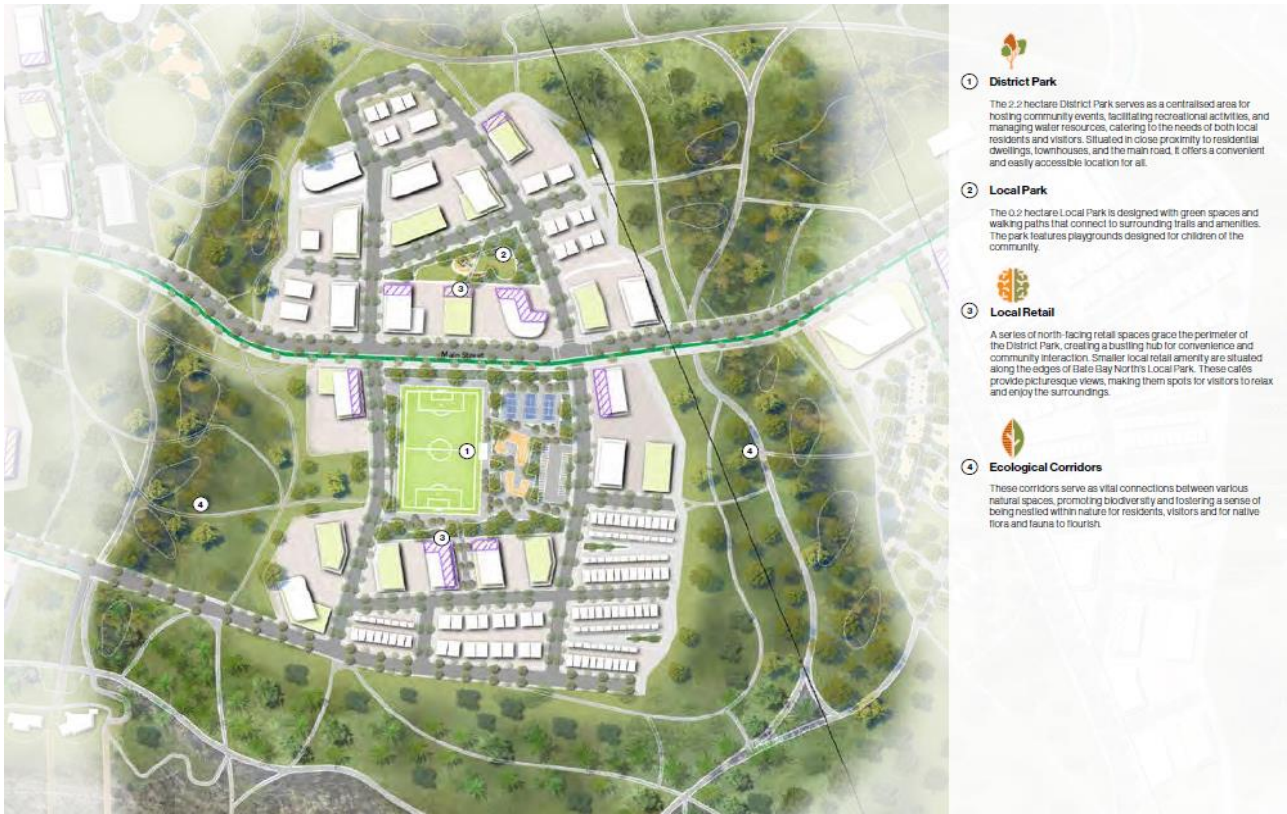 Main Street
1
2
3
3
4
4
1 District Park
The 2.2 hectare District Park serves as a centralised area for
hosting community events, facilitating recreational activities, and
managing water resources, catering to the needs of both local
residents and visitors. Situated in close proximity to residential
dwellings, townhouses, and the main road, it offers a convenient
and easily accessible location for all.
2 Local Park
The 0.2 hectare Local Park is designed with green spaces and
walking paths that connect to surrounding trails and amenities.
The park features playgrounds designed for children of the
community.
3 Local Retail
A series of north-facing retail spaces grace the perimeter of
the District Park, creating a bustling hub for convenience and
community interaction. Smaller local retail amenity are situated
along the edges of Bate Bay North's Local Park. These cafés
provide picturesque views, making them spots for visitors to relax
and enjoy the surroundings.
4 Ecological Corridors
These corridors serve as vital connections between various
natural spaces, promoting biodiversity and fostering a sense of
being nestled within nature for residents, visitors and for native
flora and fauna to flourish.